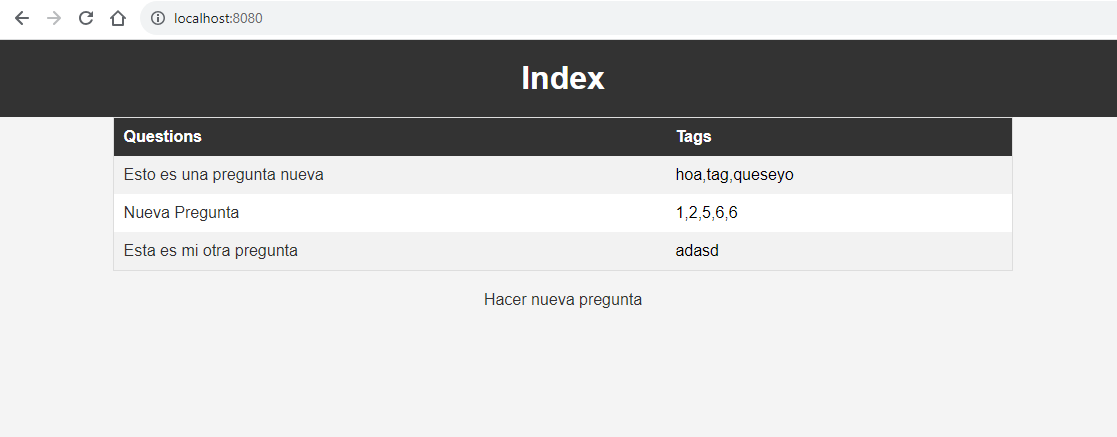 localhost:8080
Index
Questions Tags
Esto es una pregunta nueva hoa,tag,queseyo
Nueva Pregunta 1,2,5,6,6
Esta es mi otra pregunta adasd
Hacer nueva pregunta